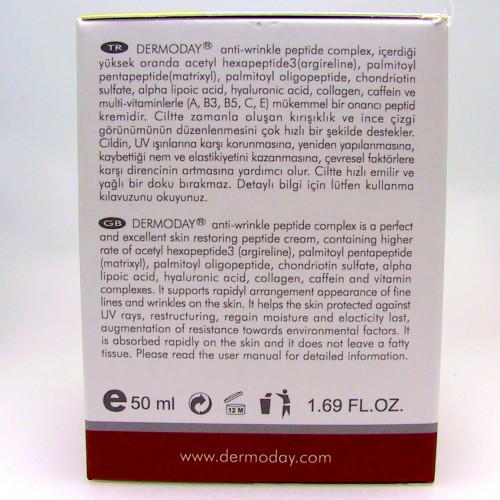 TR DERMODAY® anti-wrinkle peptide complex, içerdiği
yüksek oranda acetyl hexapeptide3(argireline), palmitoyl
pentapeptide(matrixyl), palmitoyl oligopeptide, chondriotin
sulfate, alpha lipoic acid, hyaluronic acid, collagen, caffein ve
multi-vitaminlerle (A, B3, B5, C, E) mükemmel bir onarıcı peptid
kremidir. Ciltte zamanla oluşan kırışıklık ve ince çizgi
görünümünün düzenlenmesini çok hızlı bir şekilde destekler.
Cildin, UV ışınlarına karşı korunmasına, yeniden yapılanmasına,
kaybettiği nem ve elastikiyetini kazanmasına, çevresel faktörlere
karşı direncinin artmasına yardımcı olur. Ciltte hızlı emilir ve
yağlı bir doku bırakmaz. Detaylı bilgi için lütfen kullanma
kılavuzunu okuyunuz.
GB DERMODAY® anti-wrinkle peptide complex is a perfect
and excellent skin restoring peptide cream, containing higher
rate of acetyl hexapeptide3 (argireline), palmitoyl pentapeptide
(matrixyl), palmitoyl oligopeptide, chondriotin sulfate, alpha
lipoic acid, hyaluronic acid, collagen, caffein and vitamin
complexes. It supports rapidyl arrangement appearance of fine
lines and wrinkles on the skin. It helps the skin protected against
UV rays, restructuring, regain moisture and elacticity lost,
augmentation of resistance towards environmental factors. It
is absorbed rapidly on the skin and it does not leave a fatty
tissue. Please read the user manual for detailed information.
e 50 ml 12 M 1.69 FL.OZ.
www.dermoday.com